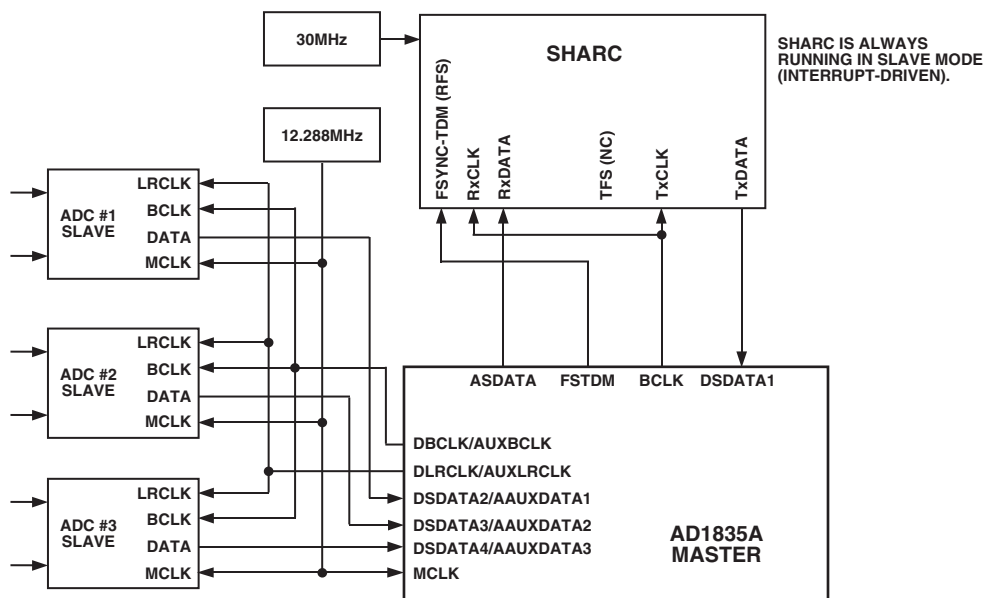 30MHz
SHARC
SHARC IS ALWAYS
RUNNING IN SLAVE MODE
(INTERRUPT-DRIVEN).
12.288MHz
FSYNC-TDM (RFS)
RxCLK
RxDATA
TFS (NC)
TxCLK
TxDATA
ADC #1
SLAVE
LRCLK
BCLK
DATA
MCLK
ADC #2
SLAVE
LRCLK
BCLK
DATA
MCLK
ADC #3
SLAVE
LRCLK
BCLK
DATA
MCLK
ASDATA
FSTDM
BCLK
DSDATA1
DBCLK/AUXBCLK
DLRCLK/AUXLRCLK
DSDATA2/AAUXDATA1
DSDATA3/AAUXDATA2
DSDATA4/AAUXDATA3
MCLK
AD1835A
MASTER